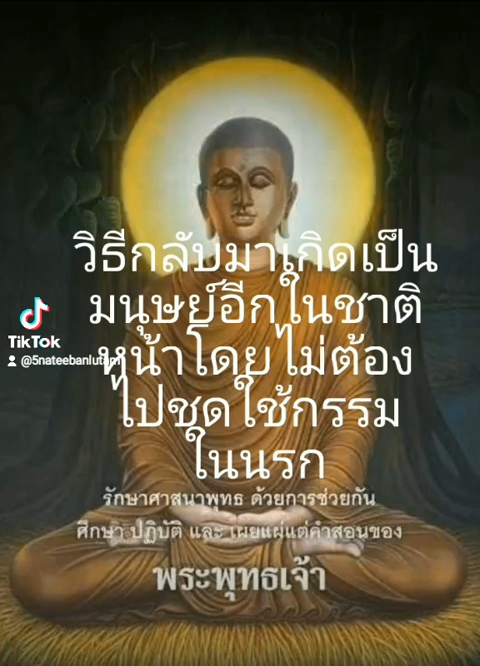 วิธีกลับมาเกิดเป็น
มนุษย์อีกในชาติ
หน้าโดยไม่ต้อง
ไปชดใช้กรรม
ในนรก
TikTok
รักษาศาสนาพุทธ ด้วยการช่วยกัน
ศึกษา ปฏิบัติ และ เผยแผ่แต่คำสอนของ
พระพุทธเจ้า